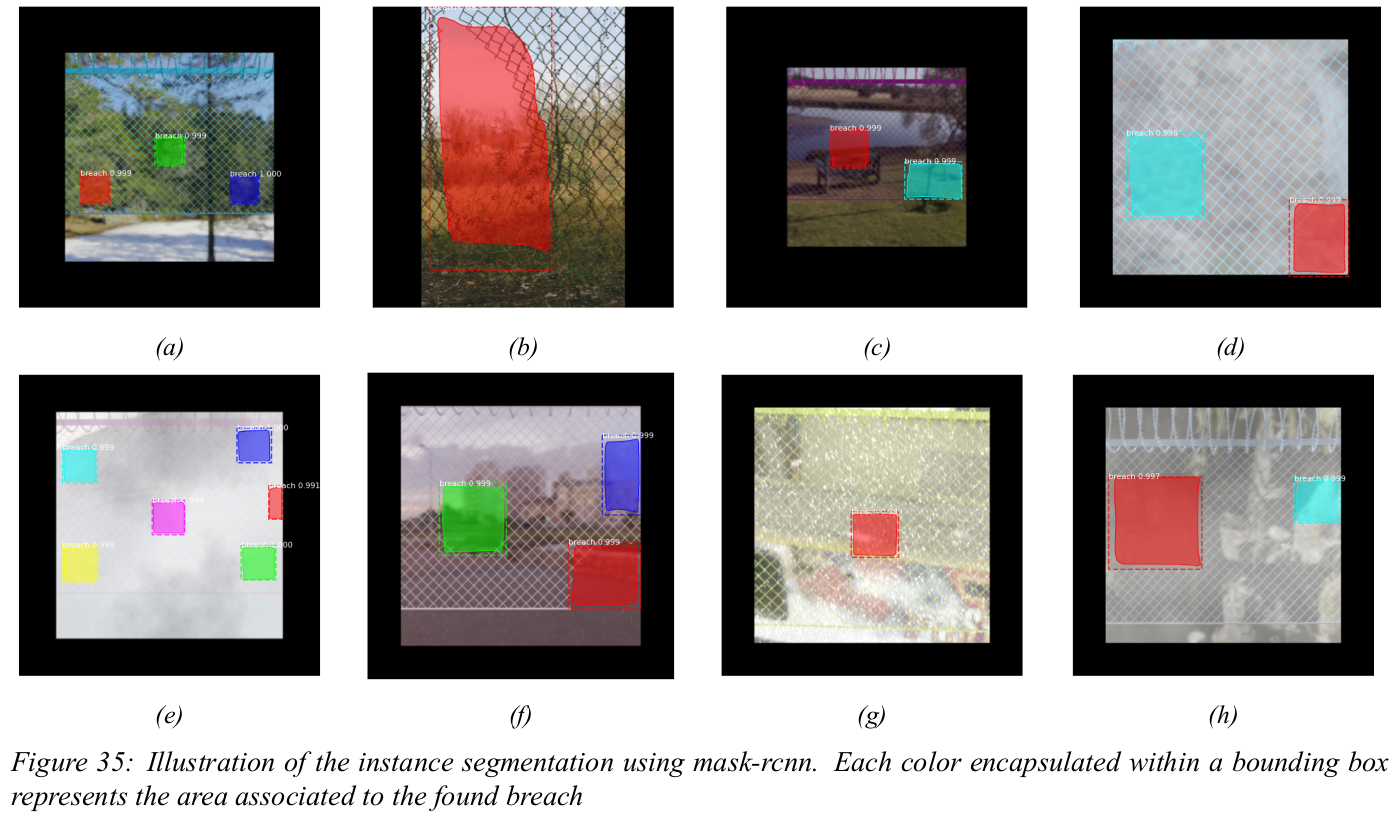 breach 0.999
breach 0.999
breach 1.000
breach 0.999
breach 0.999
breach 0.998
breach 0.999
(a)
(b)
(c)
(d)
breach 0.999
breach 0.991
breach 0.999
breach 0.999
breach 0.999
breach 0.999
breach 0.997
breach 0.999
(e)
(f)
(g)
(h)
Figure 35: Illustration of the instance segmentation using mask-rcnn. Each color encapsulated within a bounding box
represents the area associated to the found breach